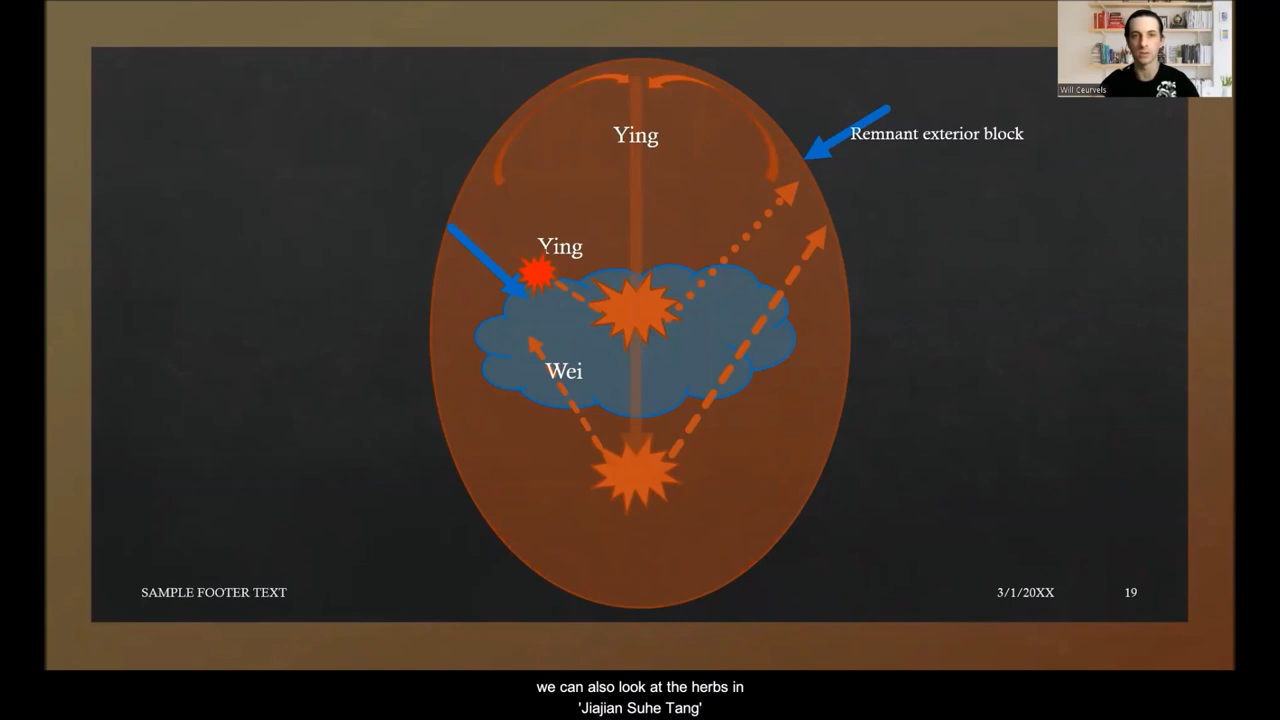 Will Ceurvels
Ying
Remnant exterior block
Ying
Wei
SAMPLE FOOTER TEXT
3/1/20XX
19
we can also look at the herbs in
'Jiajian Suhe Tang'